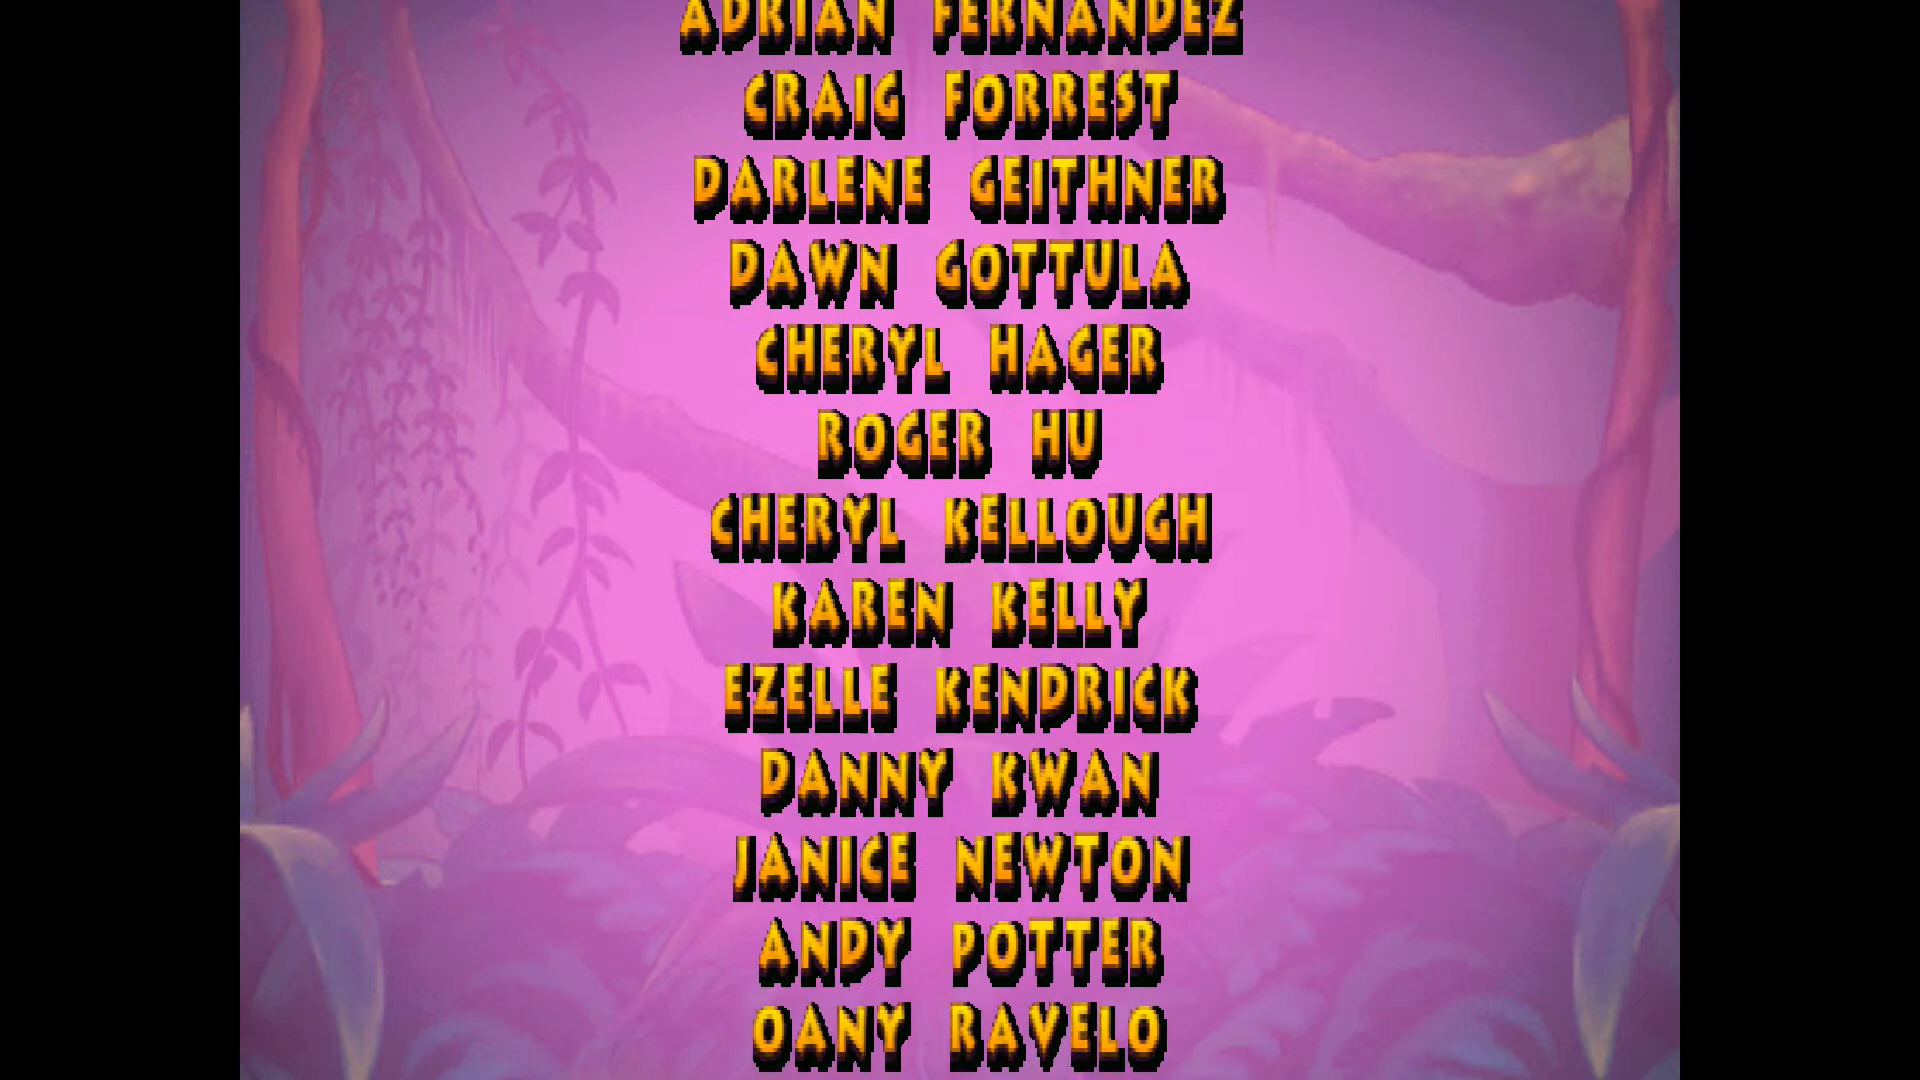 ADRIAN FERNANDEZ
CRAIG FORREST
DARLENE GEITHNER
DAWN GOTTULA
CHERYL HAGER
ROGER HU
CHERYL KELLOUGH
KAREN KELLY
EZELLE KENDRICK
DANNY KWAN
JANICE NEWTON
ANDY POTTER
OANY RAVELO